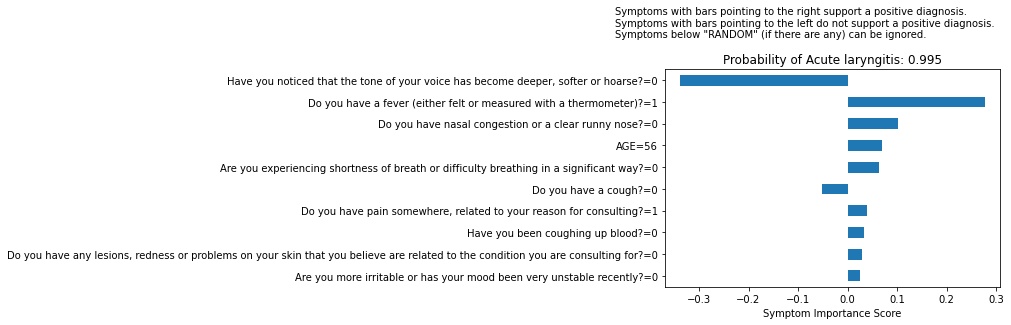 Symptoms with bars pointing to the right support a positive diagnosis.
Symptoms with bars pointing to the left do not support a positive diagnosis.
Symptoms below "RANDOM" (if there are any) can be ignored.
Probability of Acute laryngitis: 0.995
Have you noticed that the tone of your voice has become deeper, softer or hoarse?=0
Do you have a fever (either felt or measured with a thermometer)?=1
Do you have nasal congestion or a clear runny nose?=0
AGE=56
Are you experiencing shortness of breath or difficulty breathing in a significant way?=0
Do you have a cough?=0
Do you have pain somewhere, related to your reason for consulting?=1
Have you been coughing up blood?=0
Do you have any lesions, redness or problems on your skin that you believe are related to the condition you are consulting for?=0
Are you more irritable or has your mood been very unstable recently?=0
−0.3 −0.2 −0.1 0.0 0.1 0.2 0.3
Symptom Importance Score